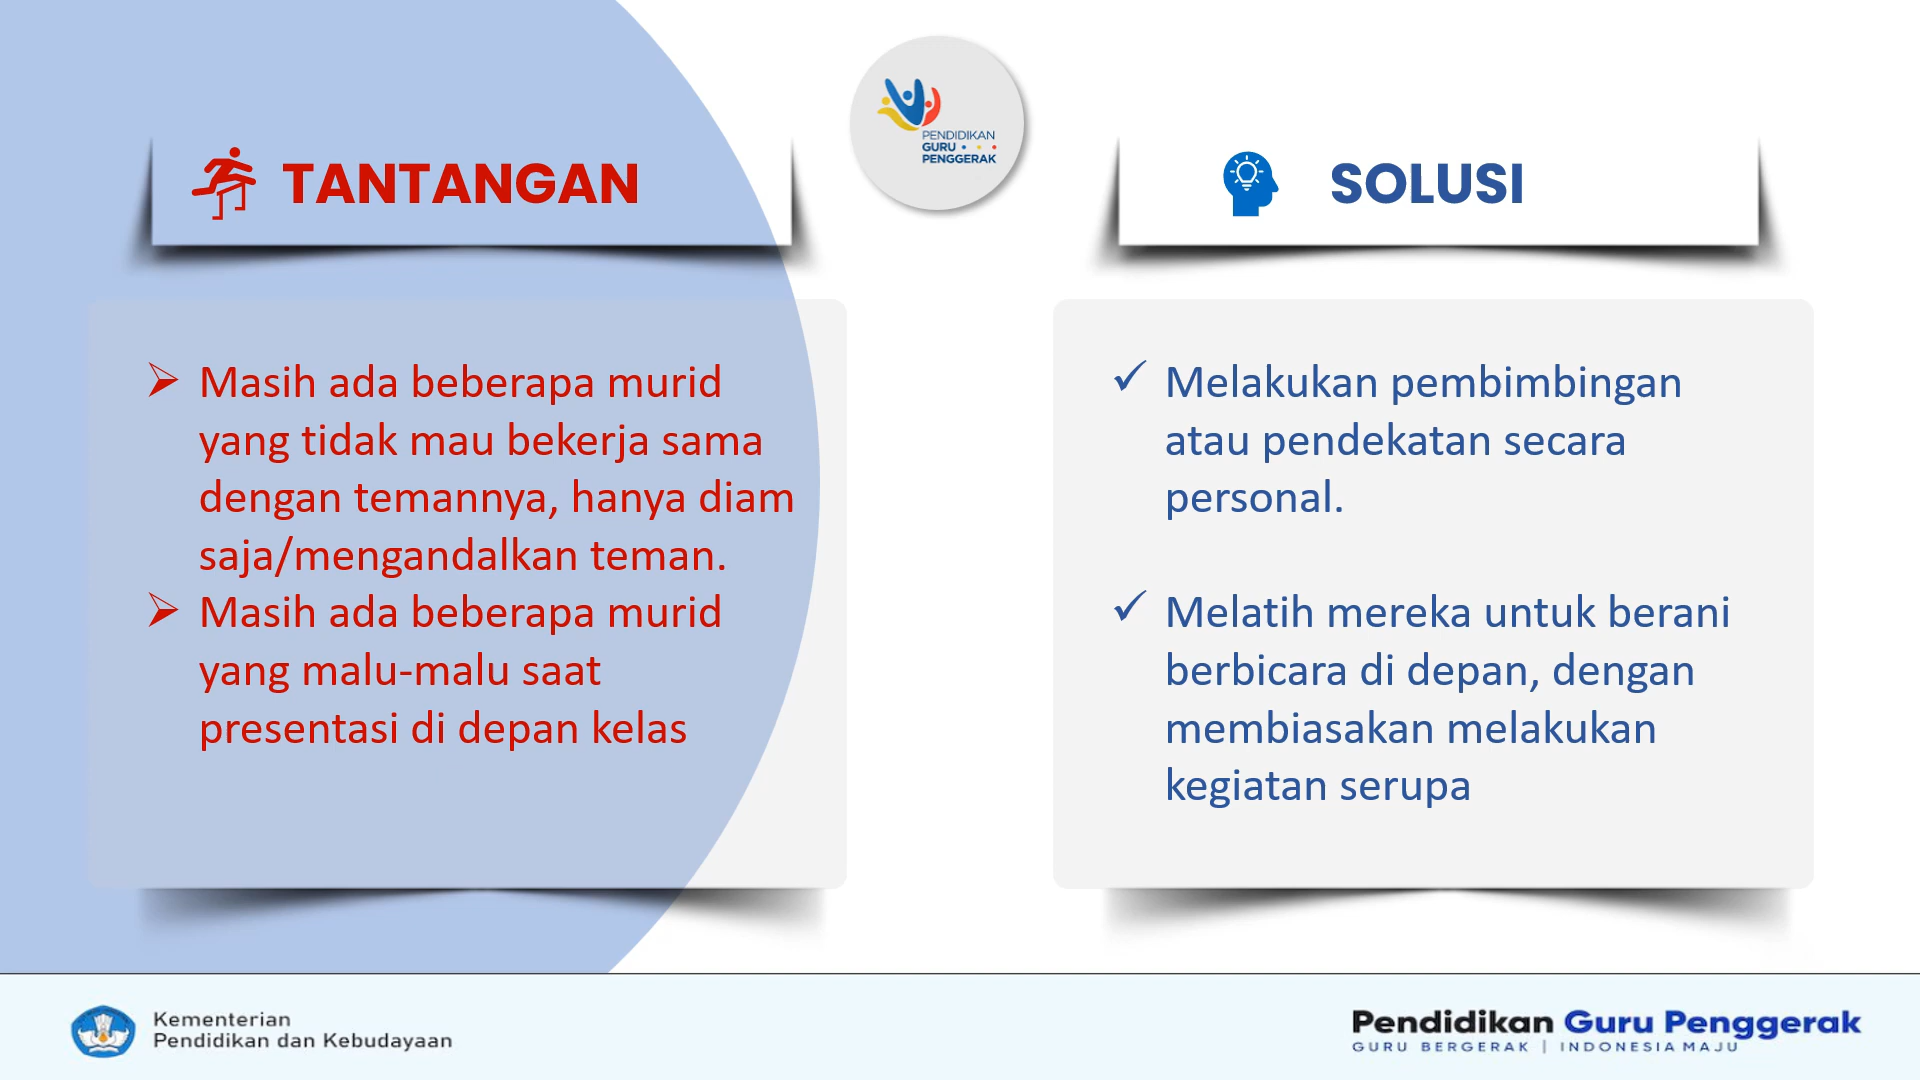 PENDIDIKAN
GURU
PENGGERAK
TANTANGAN
Masih ada beberapa murid
yang tidak mau bekerja sama
dengan temannya, hanya diam
saja/mengandalkan teman.
Masih ada beberapa murid
yang malu-malu saat
presentasi di depan kelas
SOLUSI
Melakukan pembimbingan
atau pendekatan secara
personal.
Melatih mereka untuk berani
berbicara di depan, dengan
membiasakan melakukan
kegiatan serupa
Kementerian
Pendidikan dan Kebudayaan
Pendidikan Guru Penggerak
GURU BERGERAK | INDONESIA MAJU